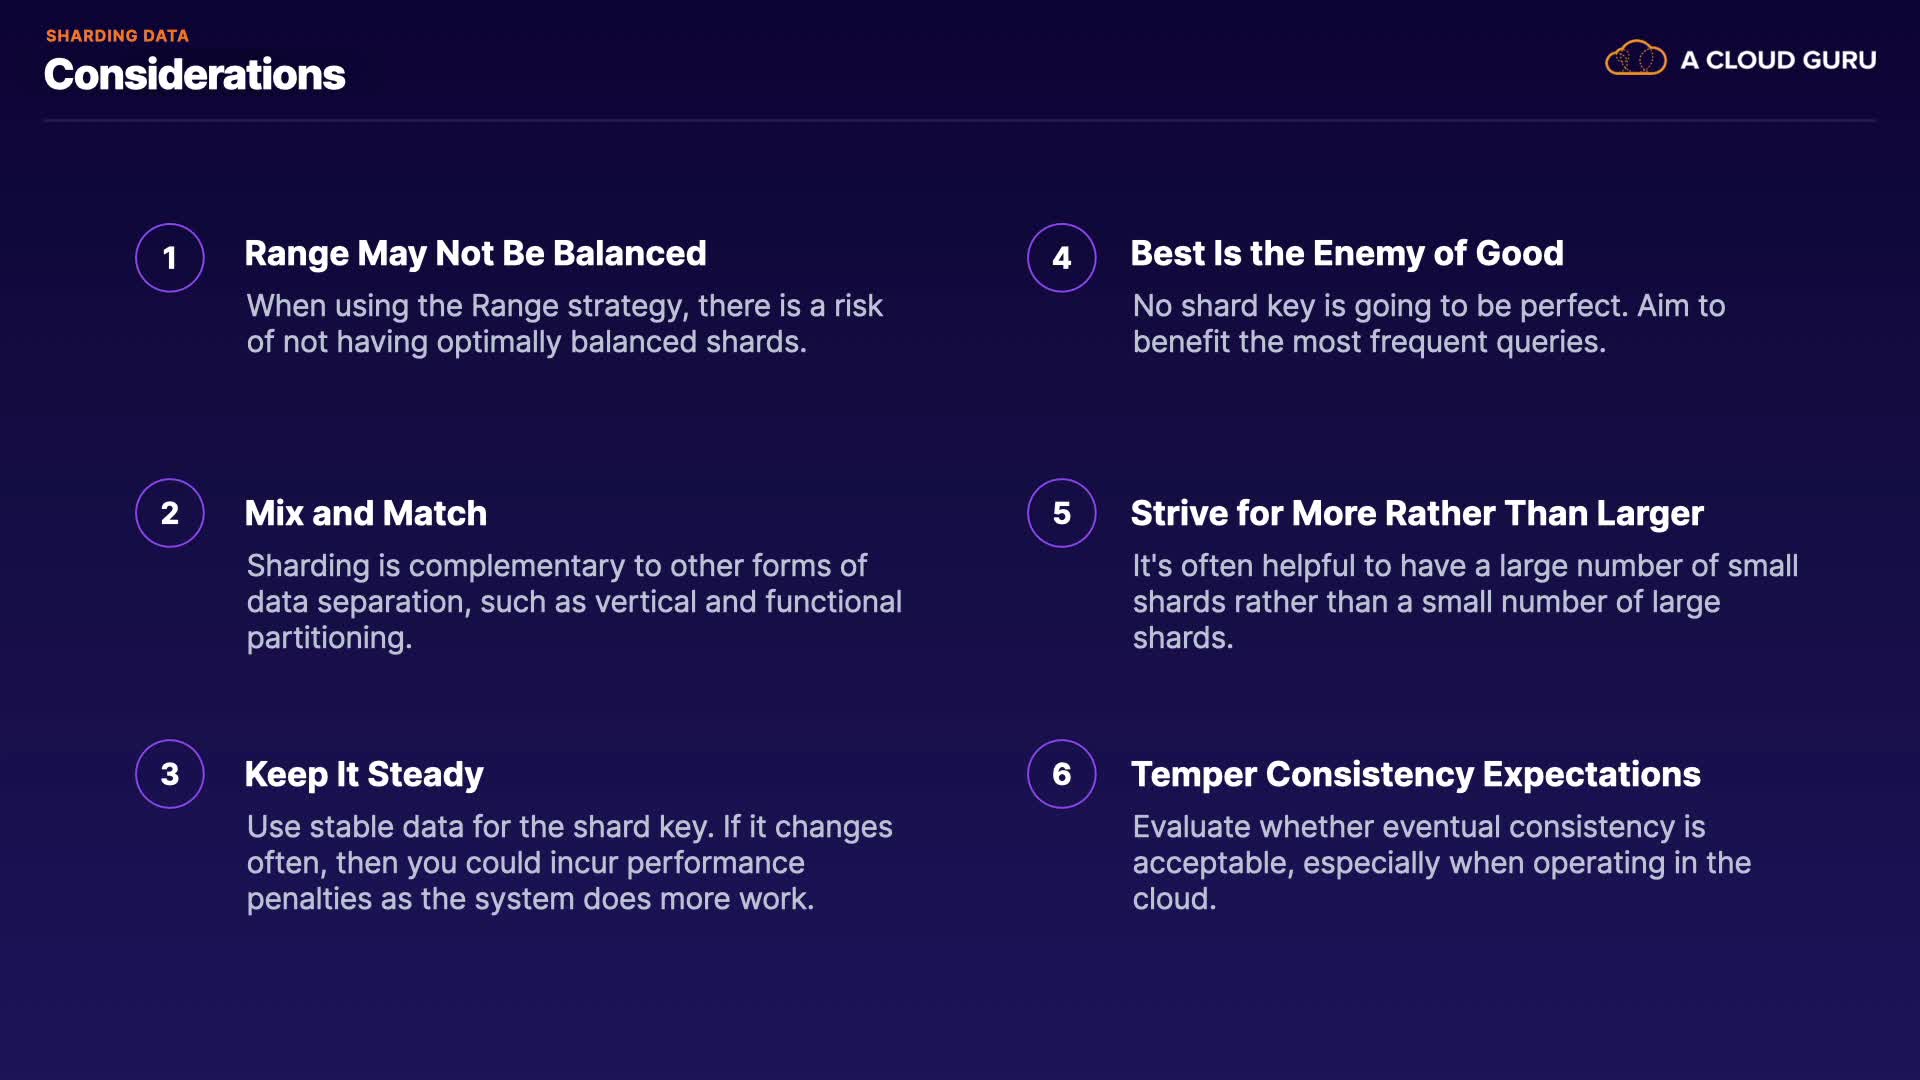 SHARDING DATA
Considerations
A CLOUD GURU
1
Range May Not Be Balanced
When using the Range strategy, there is a risk
of not having optimally balanced shards.
2
Mix and Match
Sharding is complementary to other forms of
data separation, such as vertical and functional
partitioning.
3
Keep It Steady
Use stable data for the shard key. If it changes
often, then you could incur performance
penalties as the system does more work.
4
Best Is the Enemy of Good
No shard key is going to be perfect. Aim to
benefit the most frequent queries.
5
Strive for More Rather Than Larger
It's often helpful to have a large number of small
shards rather than a small number of large
shards.
6
Temper Consistency Expectations
Evaluate whether eventual consistency is
acceptable, especially when operating in the
cloud.